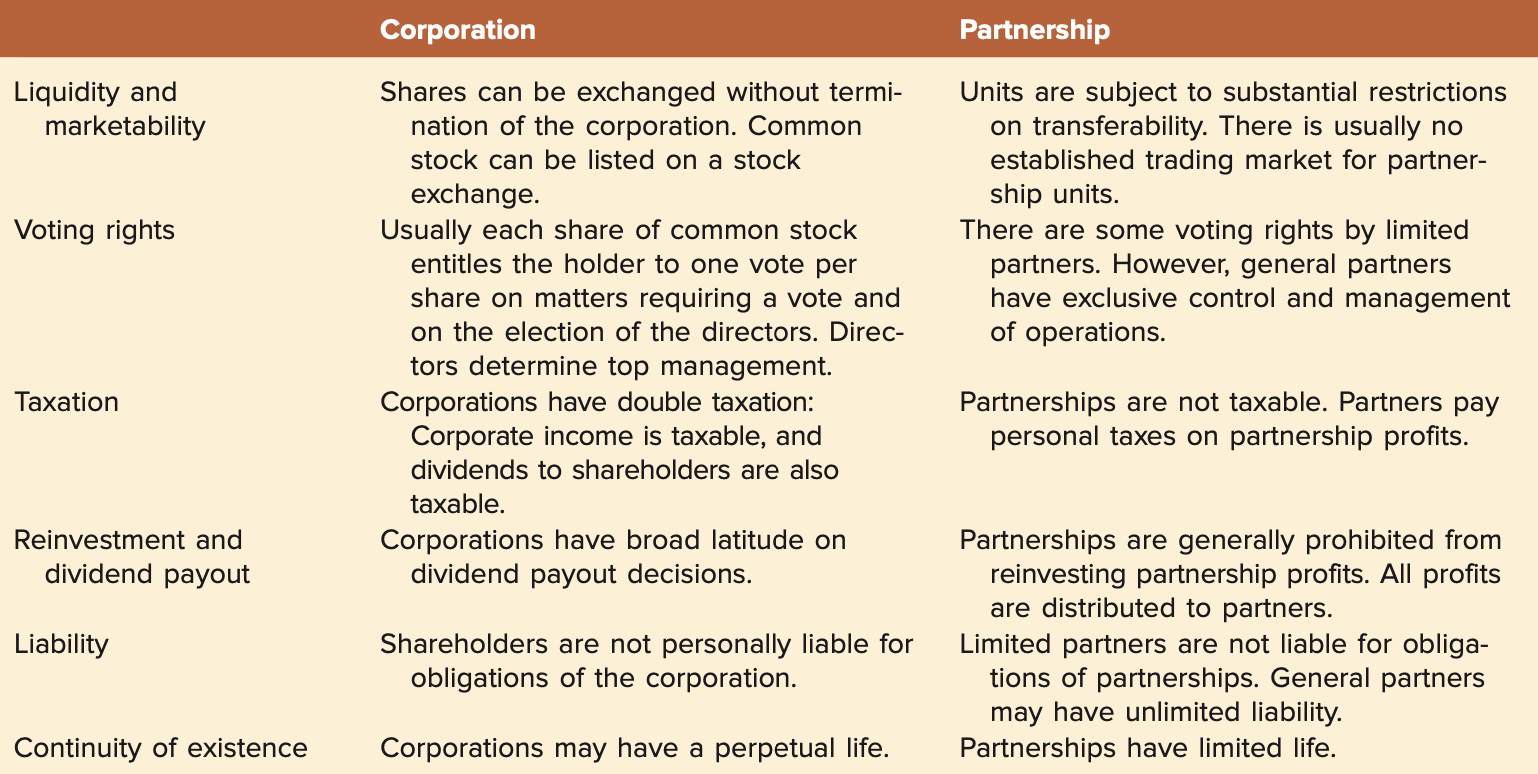 Corporation
Partnership
Liquidity and
marketability
Shares can be exchanged without termi-
nation of the corporation. Common
stock can be listed on a stock
exchange.
Units are subject to substantial restrictions
on transferability. There is usually no
established trading market for partner-
ship units.
Voting rights
Usually each share of common stock
entitles the holder to one vote per
share on matters requiring a vote and
on the election of the directors. Direc-
tors determine top management.
There are some voting rights by limited
partners. However, general partners
have exclusive control and management
of operations.
Taxation
Corporations have double taxation:
Corporate income is taxable, and
dividends to shareholders are also
taxable.
Partnerships are not taxable. Partners pay
personal taxes on partnership profits.
Reinvestment and
dividend payout
Corporations have broad latitude on
dividend payout decisions.
Partnerships are generally prohibited from
reinvesting partnership profits. All profits
are distributed to partners.
Liability
Shareholders are not personally liable for
obligations of the corporation.
Limited partners are not liable for obliga-
tions of partnerships. General partners
may have unlimited liability.
Continuity of existence
Corporations may have a perpetual life.
Partnerships have limited life.